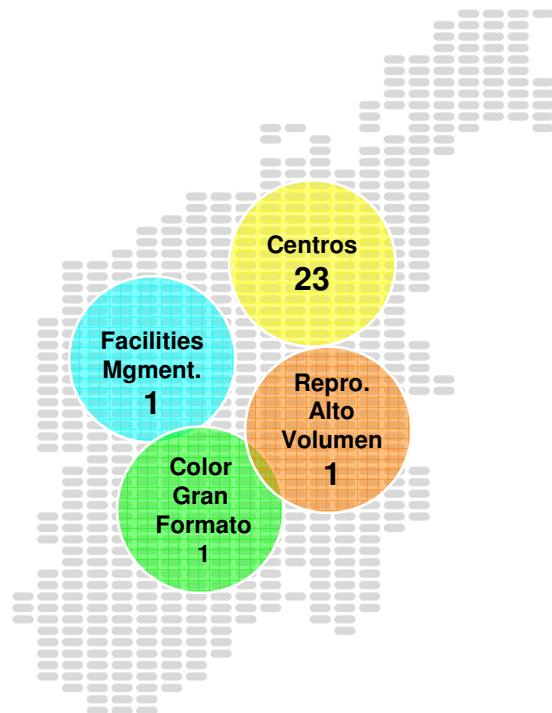 Centros
23
Facilities
Mgment.
1
Repro.
Alto
Volumen
1
Color
Gran
Formato
1